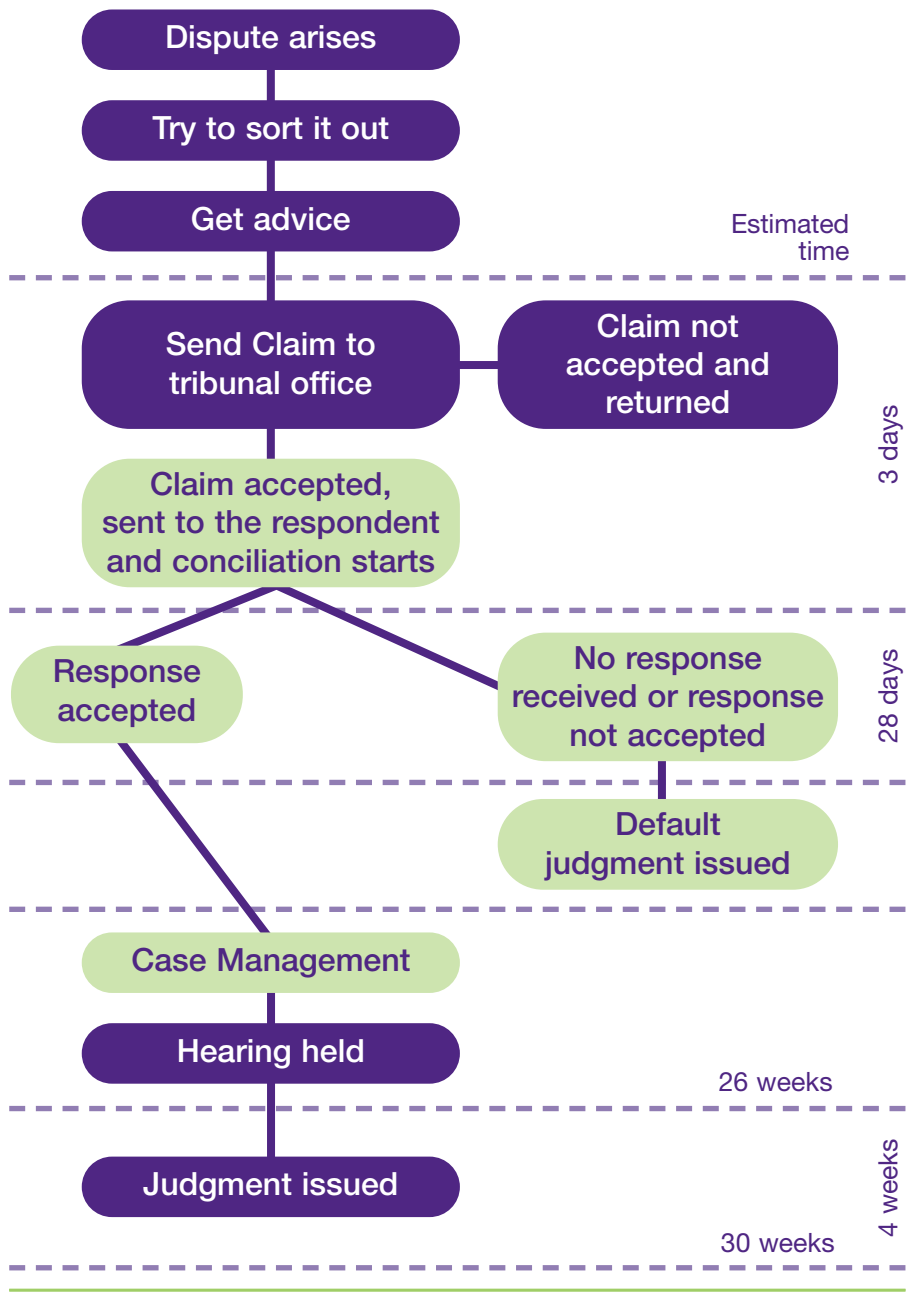 Dispute arises
Try to sort it out
Get advice
Estimated
time
Send Claim to
tribunal office
Claim not
accepted and
returned
3 days
Claim accepted,
sent to the respondent
and conciliation starts
Response
accepted
No response
received or response
not accepted
28 days
Default
judgment issued
Case Management
Hearing held
26 weeks
Judgment issued
4 weeks
30 weeks